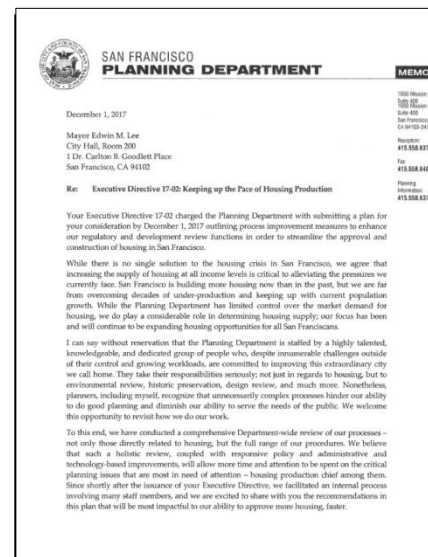 SAN FRANCISCO
PLANNING DEPARTMENT
MEMO
1650 Mission
Suite 400
San Francisco,
Reception:
Fax:
Planning
Information:
December 1, 2017
Mayor Edwin M. Lee
City Hall, Room 200
1 Dr. Carlton B. Goodlett Place
San Francisco, CA 94102
Re: Executive Directive 17-02: Keeping up the Pace of Housing Production
Your Executive Directive 17-02 charged the Planning Department with submitting a plan for
your consideration by December 1, 2017 outlining process improvement measures to enhance
our regulatory and development review functions in order to streamline the approval and
construction of housing in San Francisco.
While there is no single solution to the housing crisis in San Francisco, we agree that
increasing the supply of housing at all income levels is critical to alleviating the pressures we
currently face. San Francisco is building more housing now than in the past, but we are far
from overcoming decades of under-production and keeping up with current population
growth. While the Planning Department has limited control over the market demand for
housing, we do play a considerable role in determining housing supply; our focus has been
and will continue to be expanding housing opportunities for all San Franciscans.
I can say without reservation that the Planning Department is staffed by a highly talented,
knowledgeable, and dedicated group of people who, despite innumerable challenges outside
of their control and growing workloads, are committed to improving this extraordinary city
we call home. They take their responsibilities seriously; not just in regards to housing, but to
environmental review, historic preservation, design review, and much more. Nonetheless,
planners, including myself, recognize that unnecessarily complex processes hinder our ability
to do good planning and diminish our ability to serve the needs of the public. We welcome
this opportunity to revisit how we do our work.
To this end, we have conducted a comprehensive Department-wide review of our processes –
not only those directly related to housing, but the full range of our procedures. We believe
that such a holistic review, coupled with responsive policy and administrative and
technology-based improvements, will allow more time and attention to be spent on the critical
planning issues that are most in need of attention – housing production chief among them.
Since shortly after the issuance of your Executive Directive, we facilitated an internal process
involving many staff members, and we are excited to share with you the recommendations in
this plan that will be most impactful to our ability to approve more housing, faster.